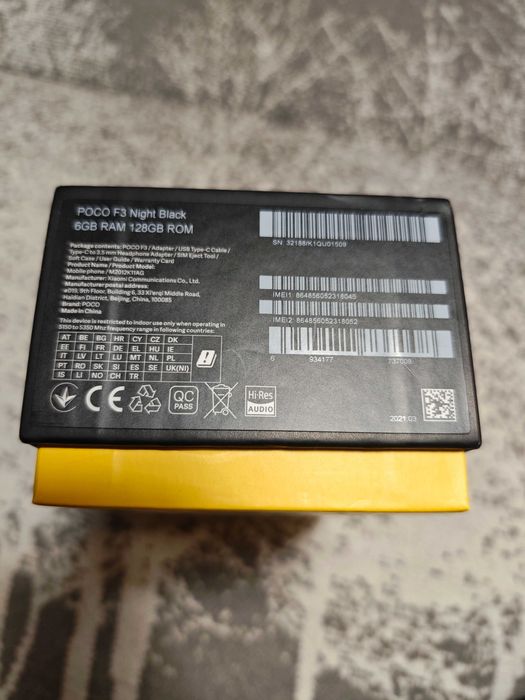 POCO F3 Night Black
6GB RAM 128GB ROM
Package contents: POCO F3 / Adapter / USB Type-C Cable /
Type-C to 3.5 mm Headphone Adapter / SIM Eject Tool /
Soft Case / User Guide / Warranty Card
Product Name / Product Model:
Mobile phone / M2012K11AG
Manufacturer: Xiaomi Communications Co., Ltd.
Manufacturer postal address:
#019, 9th Floor, Building 6, 33 Xi'erqi Middle Road,
Haidian District, Beijing, China, 100085
Brand: POCO
Made in China
This device is restricted to indoor use only when operating in
5150 to 5350 MHz frequency range in following countries:
AT BE BG HR CY CZ DK
EE FI FR DE EL HU IE
IT LV LT LU MT NL PL
PT RO SK SI ES SE UK(NI)
IS LI NO CH TR
CE
QC
PASS
Hi-Res
AUDIO
SN: 32188/K1QU01509
IMEI1: 864856052318045
IMEI2: 864856052318052
6 934177 737008
2021.03